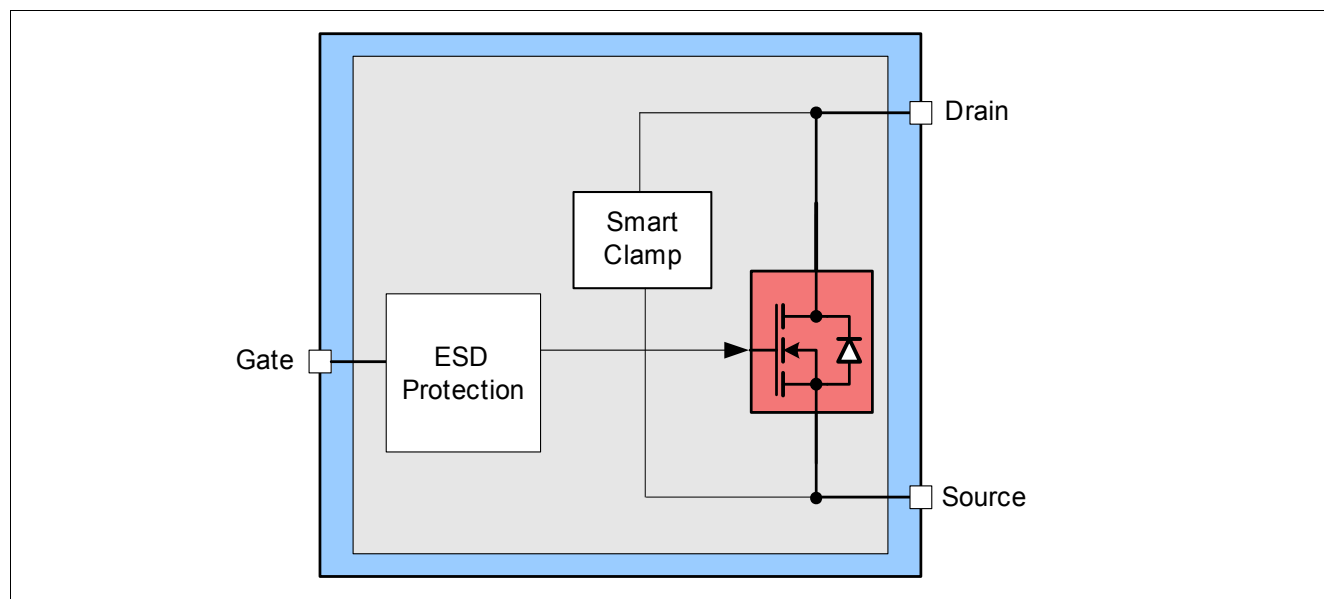 Drain
Smart
Clamp
Gate
ESD
Protection
Source